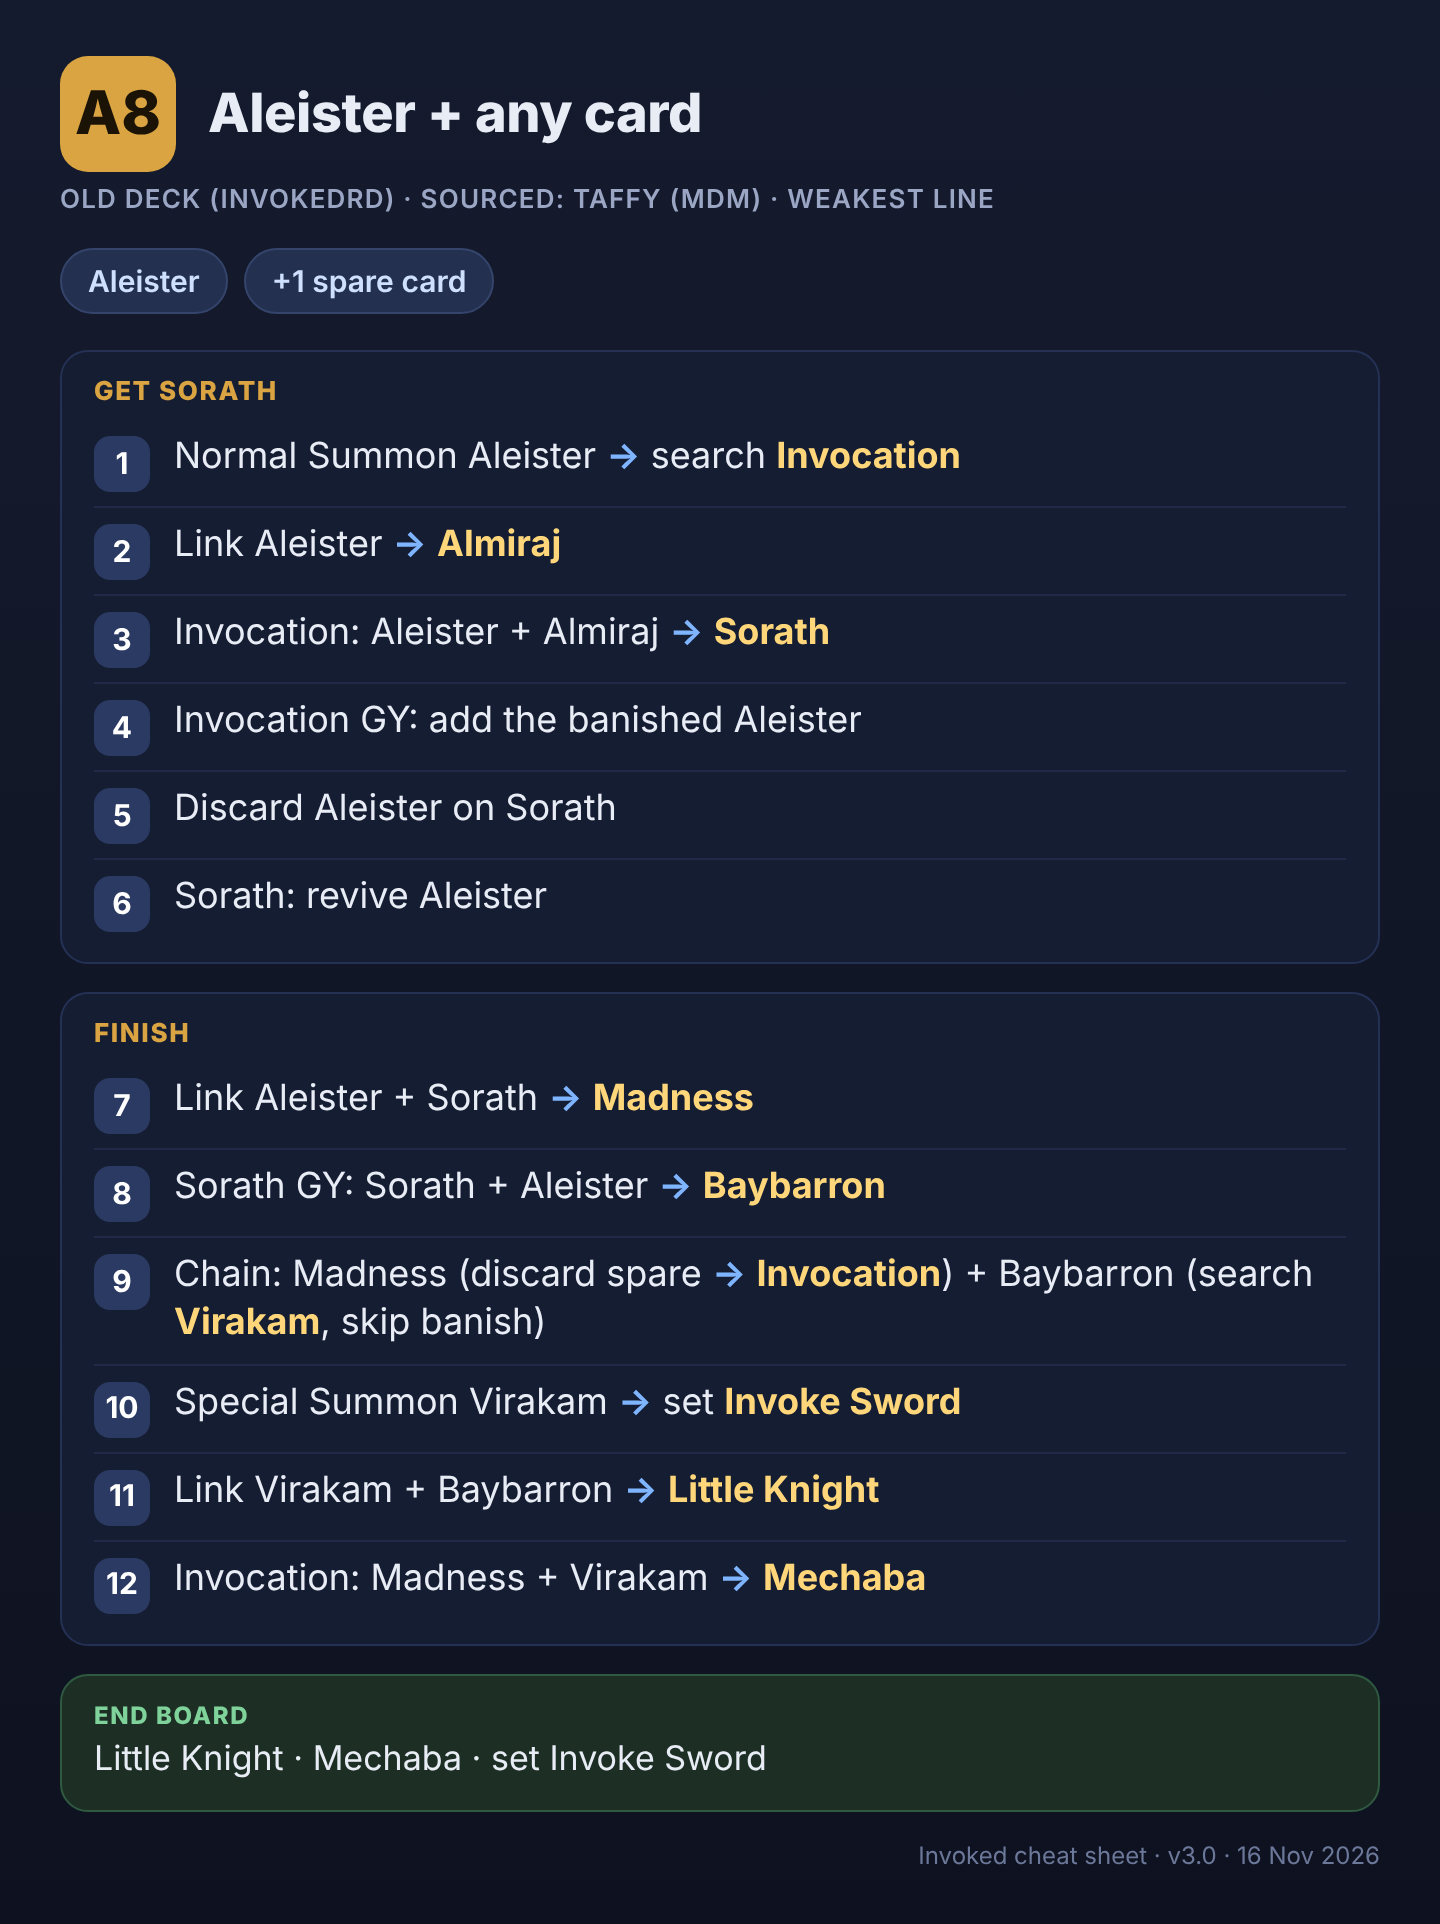 A8
Aleister + any card
OLD DECK (INVOKEDRD) · SOURCED: TAFFY (MDM) · WEAKEST LINE
Aleister
+1 spare card
GET SORATH
1 Normal Summon Aleister → search Invocation
2 Link Aleister → Almiraj
3 Invocation: Aleister + Almiraj → Sorath
4 Invocation GY: add the banished Aleister
5 Discard Aleister on Sorath
6 Sorath: revive Aleister
FINISH
7 Link Aleister + Sorath → Madness
8 Sorath GY: Sorath + Aleister → Baybarron
9 Chain: Madness (discard spare → Invocation) + Baybarron (search
Virakam, skip banish)
10 Special Summon Virakam → set Invoke Sword
11 Link Virakam + Baybarron → Little Knight
12 Invocation: Madness + Virakam → Mechaba
END BOARD
Little Knight · Mechaba · set Invoke Sword
Invoked cheat sheet · v3.0 · 16 Nov 2026